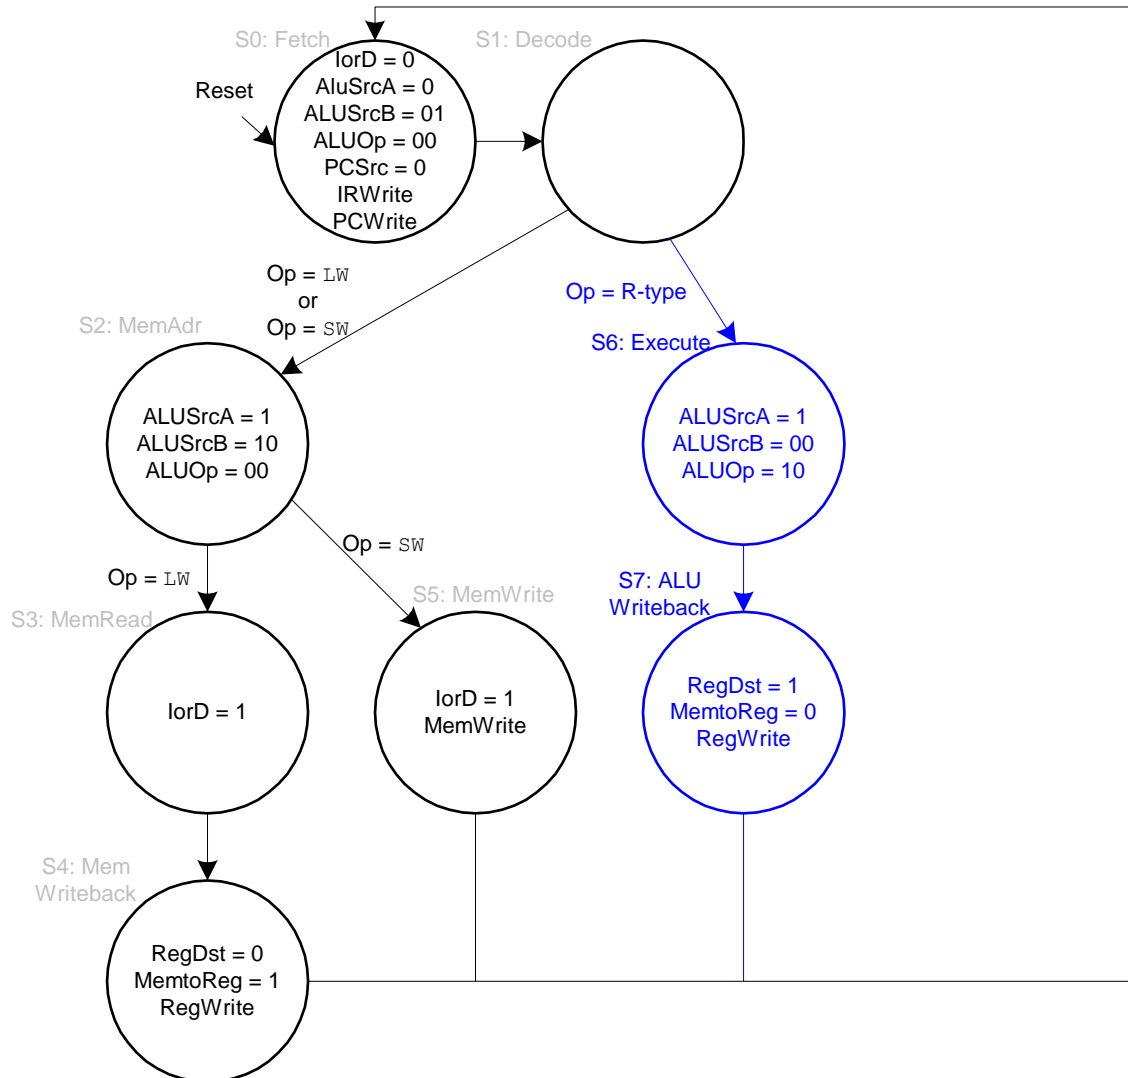 S0: Fetch
S1: Decode
Reset
IorD = 0
AluSrcA = 0
ALUSrcB = 01
ALUOp = 00
PCSrc = 0
IRWrite
PCWrite
Op = LW
or
Op = SW
Op = R-type
S2: MemAdr
S6: Execute
ALUSrcA = 1
ALUSrcB = 10
ALUOp = 00
ALUSrcA = 1
ALUSrcB = 00
ALUOp = 10
Op = LW
Op = SW
S3: MemRead
S5: MemWrite
S7: ALU
Writeback
IorD = 1
IorD = 1
MemWrite
RegDst = 1
MemtoReg = 0
RegWrite
S4: Mem
Writeback
RegDst = 0
MemtoReg = 1
RegWrite